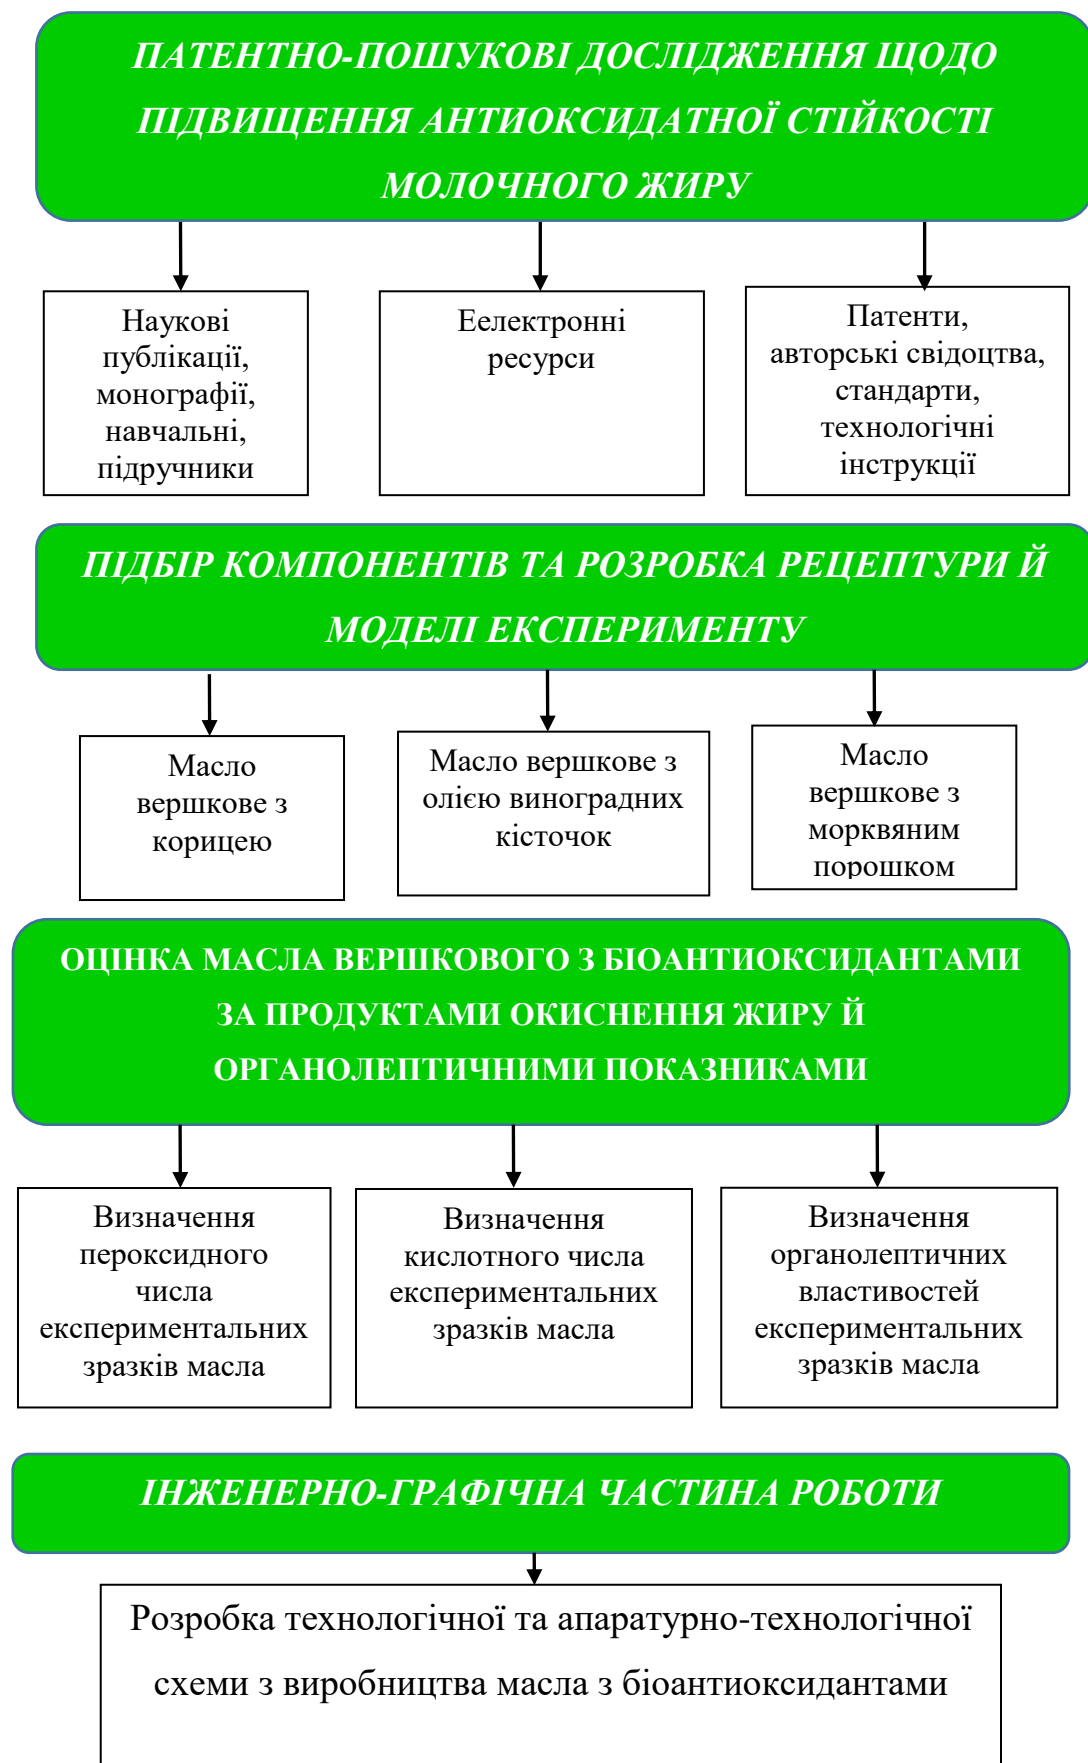 ПАТЕНТНО-ПОШУКОВІ ДОСЛІДЖЕННЯ ЩОДО
ПІДВИЩЕННЯ АНТИОКСИДАТНОЇ СТІЙКОСТІ
МОЛОЧНОГО ЖИРУ
Наукові
публікації,
монографії,
навчальні,
підручники
Еелектронні
ресурси
Патенти,
авторські свідоцтва,
стандарти,
технологічні
інструкції
ПІДБІР КОМПОНЕНТІВ ТА РОЗРОБКА РЕЦЕПТУРИ Й
МОДЕЛІ ЕКСПЕРИМЕНТУ
Масло
вершкове з
корицею
Масло вершкове з
олією виноградних
кісточок
Масло
вершкове з
морквяним
порошком
ОЦІНКА МАСЛА ВЕРШКОВОГО З БІОАНТИОКСИДАНТАМИ
ЗА ПРОДУКТАМИ ОКИСНЕННЯ ЖИРУ Й
ОРГАНОЛЕПТИЧНИМИ ПОКАЗНИКАМИ
Визначення
пероксидного
числа
експериментальних
зразків масла
Визначення
кислотного числа
експериментальних
зразків масла
Визначення
органолептичних
властивостей
експериментальних
зразків масла
ІНЖЕНЕРНО-ГРАФІЧНА ЧАСТИНА РОБОТИ
Розробка технологічної та апаратурно-технологічної
схеми з виробництва масла з біоантиоксидантами